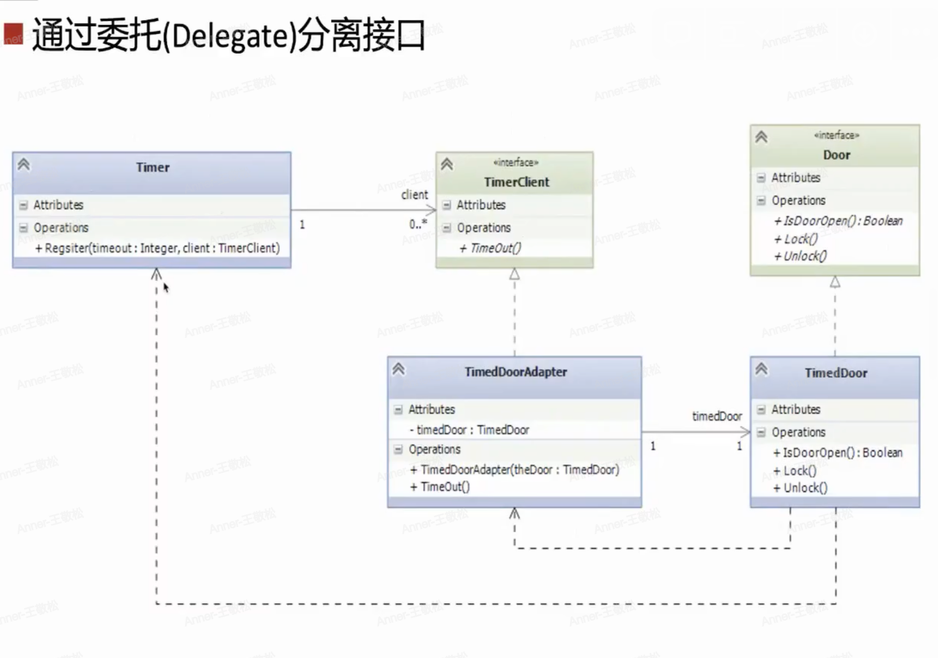 通过委托(Delegate)分离接口
Timer
Attributes
Operations
+ Regsiter(timeout : Integer, client : TimerClient)
client
1
0..*
«interface»
TimerClient
Attributes
Operations
+ TimeOut()
«interface»
Door
Attributes
Operations
+ IsDoorOpen() : Boolean
+ Lock()
+ Unlock()
TimedDoorAdapter
Attributes
- timedDoor : TimedDoor
Operations
+ TimedDoorAdapter(theDoor : TimedDoor)
+ TimeOut()
timedDoor
1
1
TimedDoor
Attributes
Operations
+ IsDoorOpen() : Boolean
+ Lock()
+ Unlock()